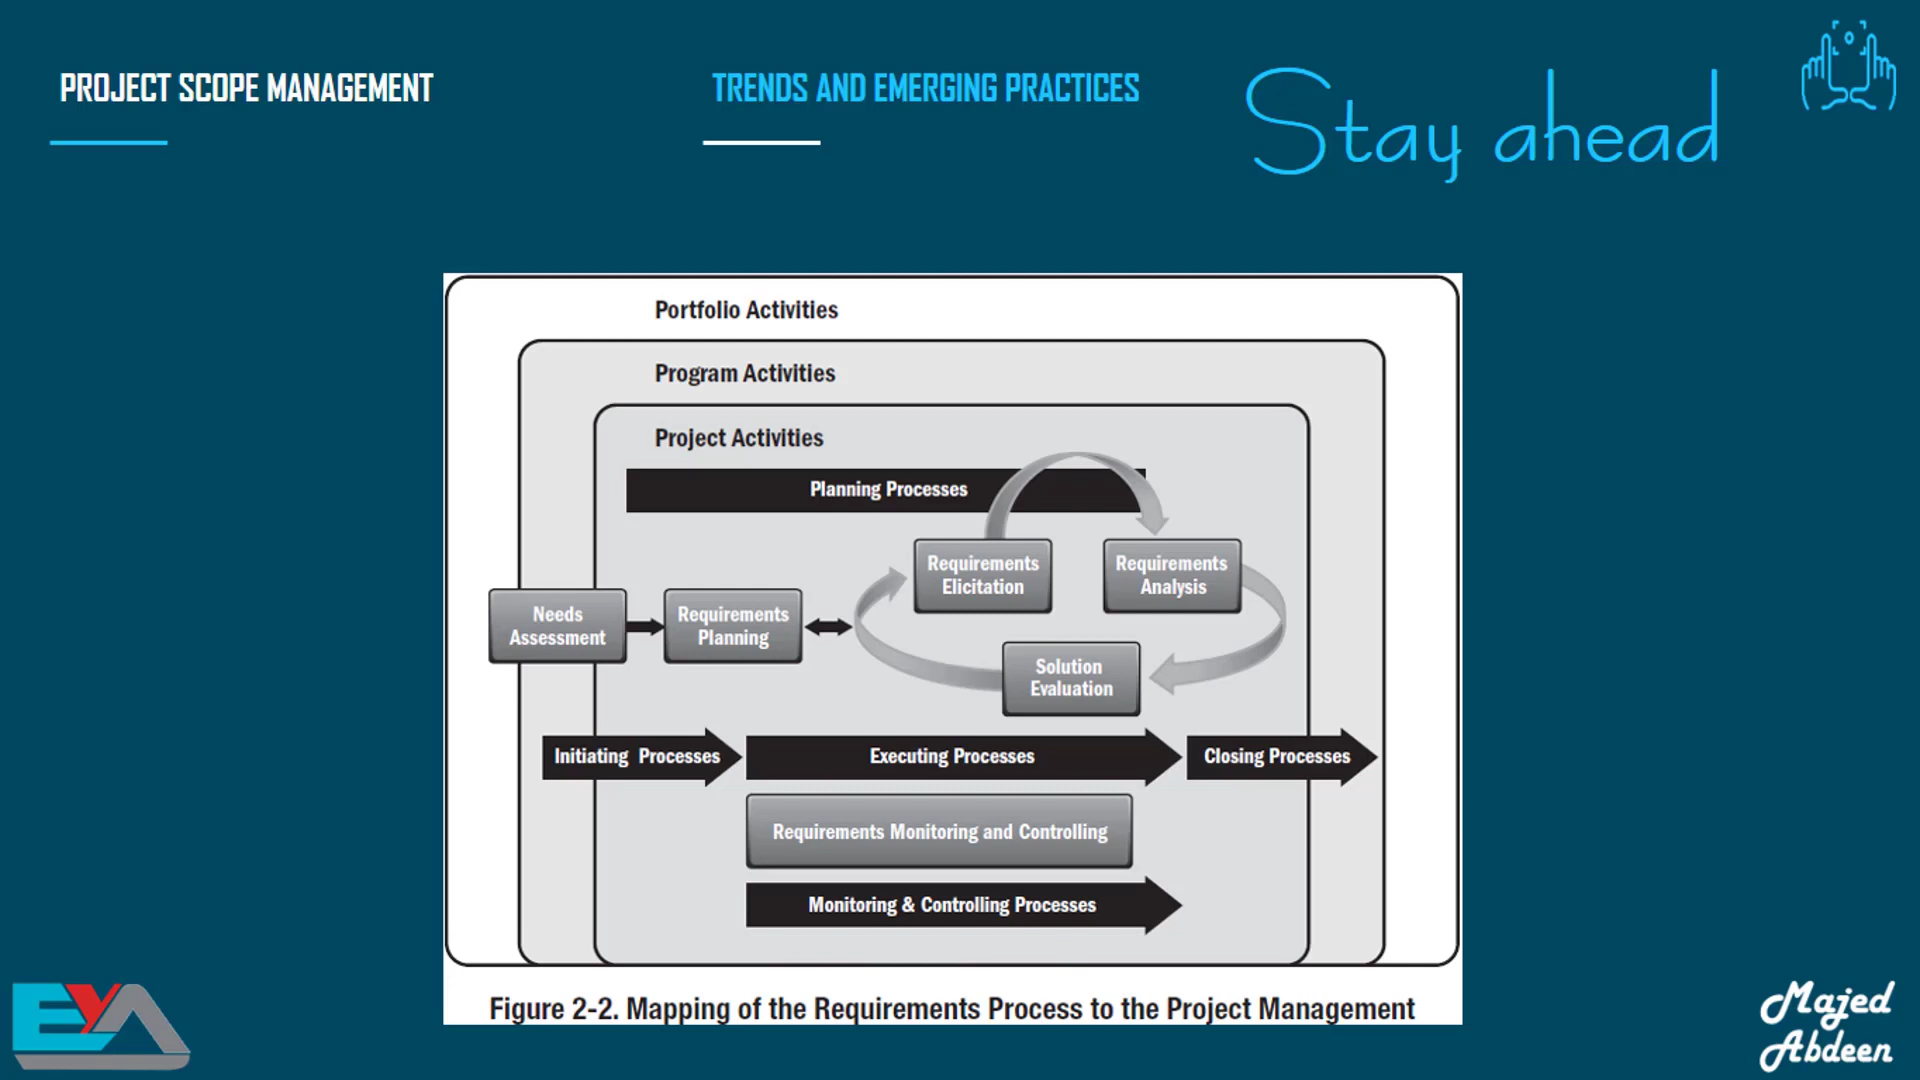 PROJECT SCOPE MANAGEMENT
TRENDS AND EMERGING PRACTICES
Stay ahead
Portfolio Activities
Program Activities
Project Activities
Planning Processes
Requirements
Elicitation
Requirements
Analysis
Needs
Assessment
Requirements
Planning
Solution
Evaluation
Initiating Processes
Executing Processes
Closing Processes
Requirements Monitoring and Controlling
Monitoring & Controlling Processes
Figure 2-2. Mapping of the Requirements Process to the Project Management
EYA
Majed
Abdeen